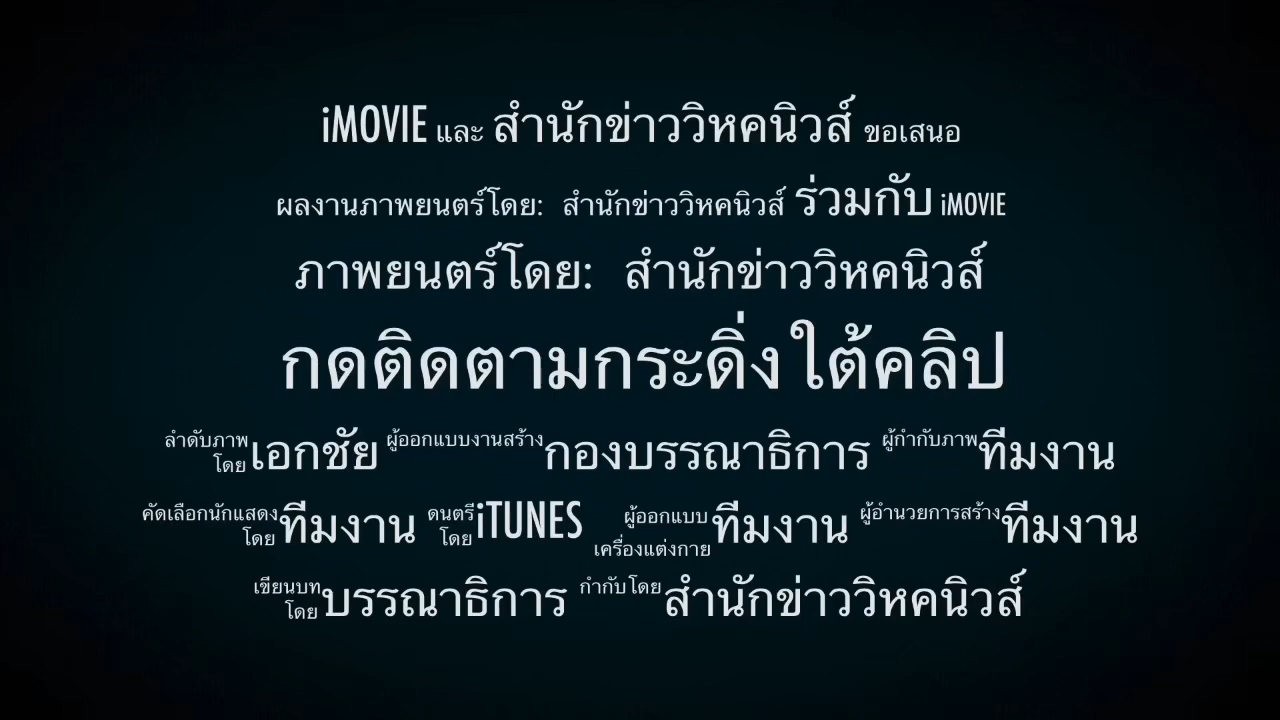 iMOVIE และ สำนักข่าววิหคนิวส์ ขอเสนอ
ผลงานภาพยนตร์โดย: สำนักข่าววิหคนิวส์ ร่วมกับ iMOVIE
ภาพยนตร์โดย: สำนักข่าววิหคนิวส์
กดติดตามกระดิ่ง ใต้คลิป
ลำดับภาพโดย เอกชัย ผู้ออกแบบงานสร้าง กองบรรณาธิการ ผู้กำกับภาพ ทีมงาน
คัดเลือกนักแสดงโดย ทีมงาน ดนตรีโดย iTUNES ผู้ออกแบบเครื่องแต่งกาย ทีมงาน ผู้อำนวยการสร้าง ทีมงาน
เขียนบทโดย บรรณาธิการ กำกับโดย สำนักข่าววิหคนิวส์